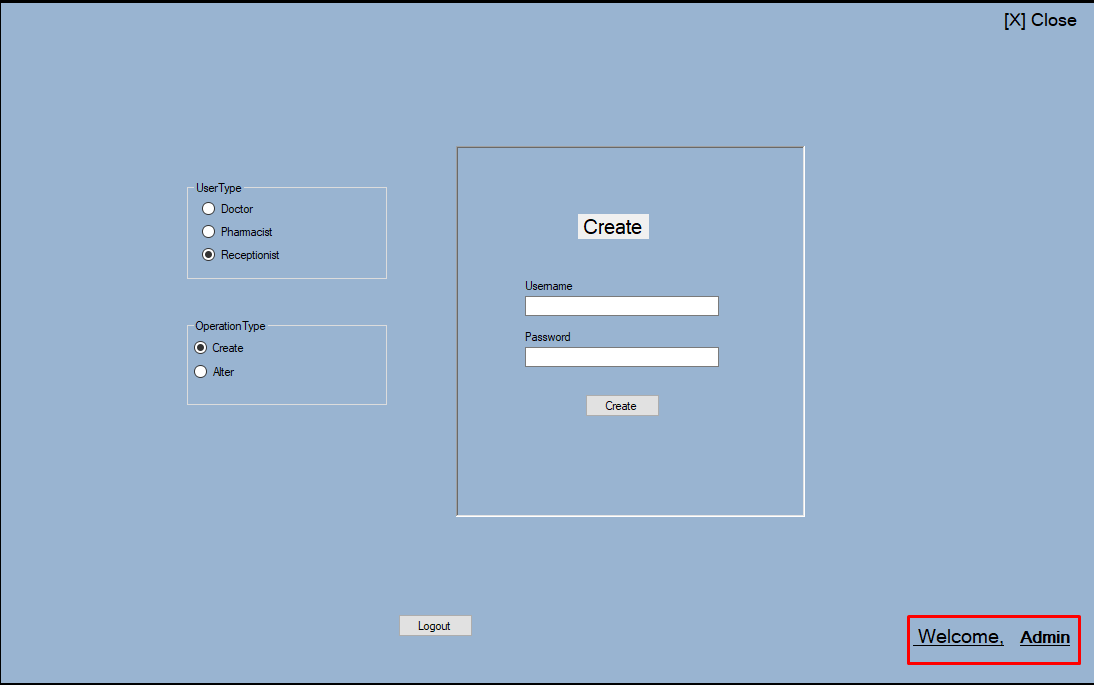 [X] Close
UserType
Doctor
Pharmacist
Receptionist
OperationType
Create
Alter
Create
Username
Password
Create
Logout
Welcome, Admin